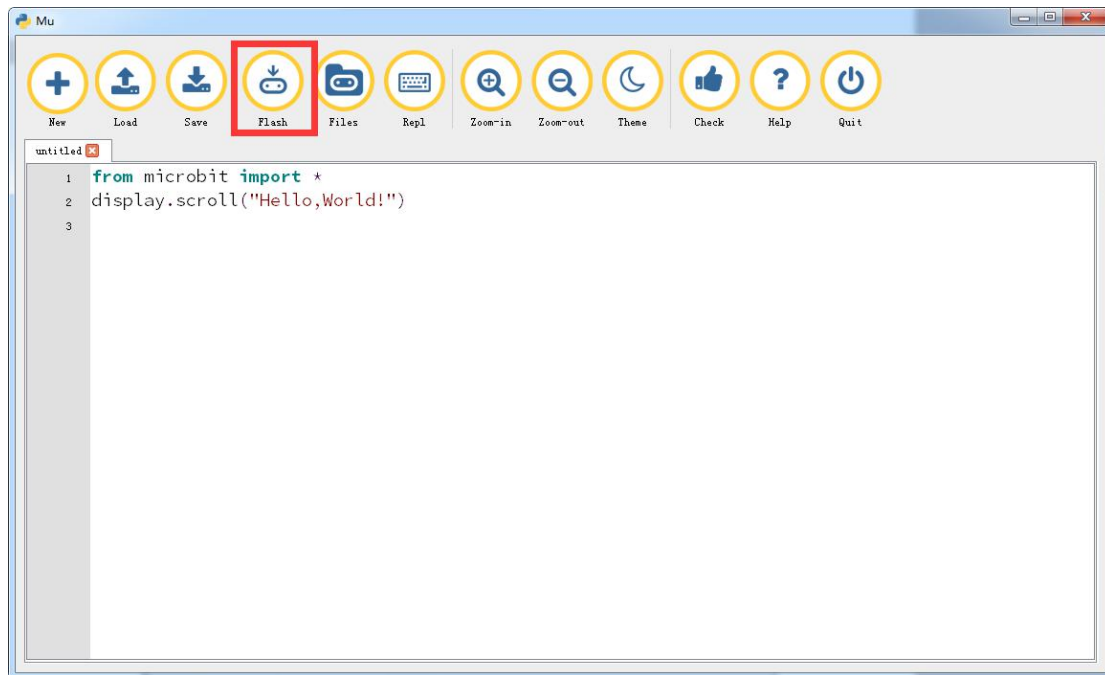 Mu
New Load Save Flash Files Repl Zoom-in Zoom-out Theme Check Help Quit
untitled
1 from microbit import *
2 display.scroll("Hello,World!")
3